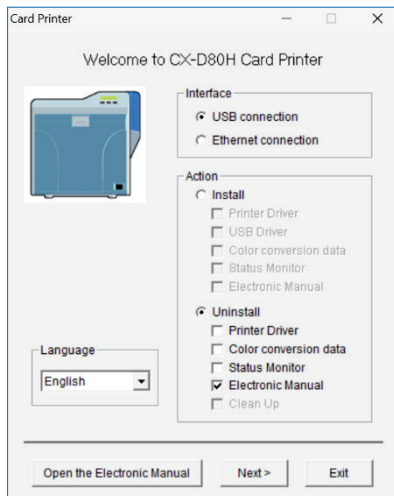 Card Printer
Welcome to CX-D80H Card Printer
Interface
USB connection
Ethernet connection
Action
Install
Printer Driver
USB Driver
Color conversion data
Status Monitor
Electronic Manual
Uninstall
Printer Driver
Color conversion data
Status Monitor
Electronic Manual
Clean Up
Language
English
Open the Electronic Manual
Next >
Exit